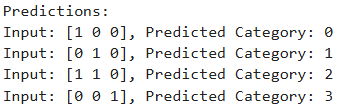 Predictions:
Input: [1 0 0], Predicted Category: 0
Input: [0 1 0], Predicted Category: 1
Input: [1 1 0], Predicted Category: 2
Input: [0 0 1], Predicted Category: 3